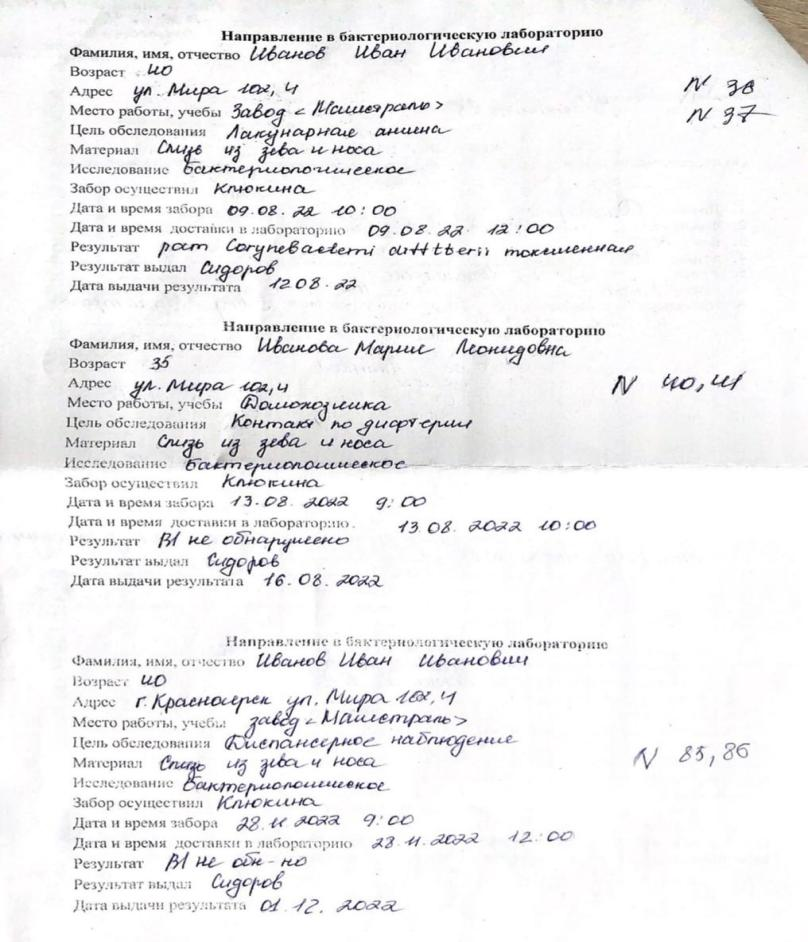 Направление в бактериологическую лабораторию
Фамилия, имя, отчество Иванов Иван Иванович
Возраст 40
Адрес ул. Мира 102, 4
N 36
Место работы, учебы Завод <Магистраль>
N 37
Цель обследования Лакунарная ангина
Материал Слизь из зева и носа
Исследование бактериологическое
Забор осуществил Клюкина
Дата и время забора 09.08.22 10:00
Дата и время доставки в лабораторию 09.08.22 12:00
Результат рост токсигенная
Результат выдал Сидоров
Дата выдачи результата 12 08.22
Направление в бактериологическую лабораторию
Фамилия, имя, отчество Иванова Мария Леонидовна
Возраст 35
Адрес ул. Мира 102,4
N 40,41
Место работы, учебы Домохозяйка
Цель обследования Контакт по дифтерии
Материал Слизь из зева и носа
Исследование бактериологическое
Забор осуществил Клюкина
Дата и время забора 13.08.2022 9:00
Дата и время доставки в лабораторию. 13.08.2022 10:00
Результат Bl не обнаружено
Результат выдал Сидоров
Дата выдачи результата 16.08.2022
Направление в бактериологическую лабораторию
Фамилия, имя, отчество Иванов Иван Иванович
Возраст 40
Адрес г. Красноярск ул. Мира 102, 4
Место работы, учебы завод <Магистраль>
Цель обследования Диспансерное наблюдение
Материал Слизь из зева и носа
N 85,86
Исследование бактериологическое
Забор осуществил Клюкина
Дата и время забора 28.11.2022 9:00
Дата и время доставки в лабораторию 28.11.2022 12:00
Результат Bl не обн-но
Результат выдал Сидоров
Дата выдачи результата 01.12.2022